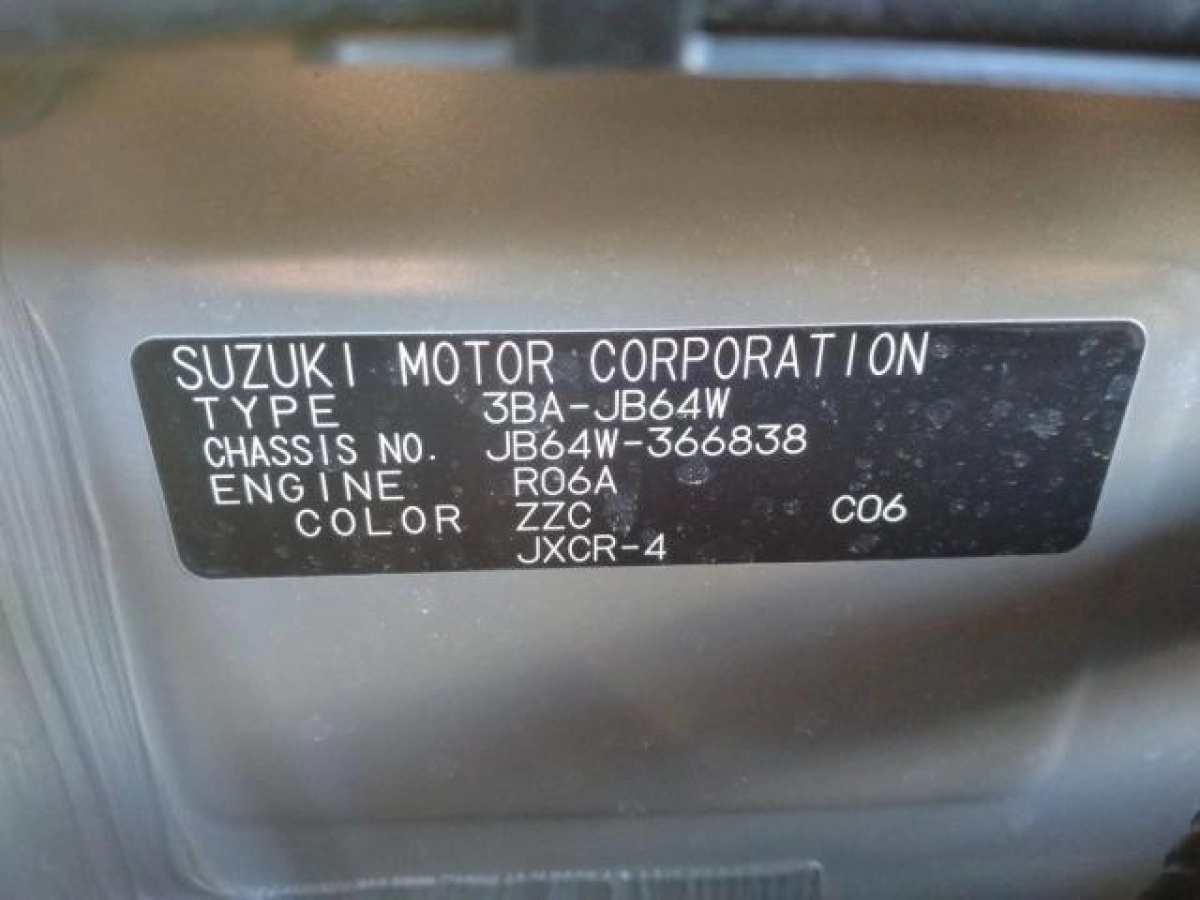 SUZUKI MOTOR CORPORATION
TYPE 3BA-JB64W
CHASSIS NO. JB64W-366838
ENGINE R06A
COLOR ZZC C06
JXCR-4